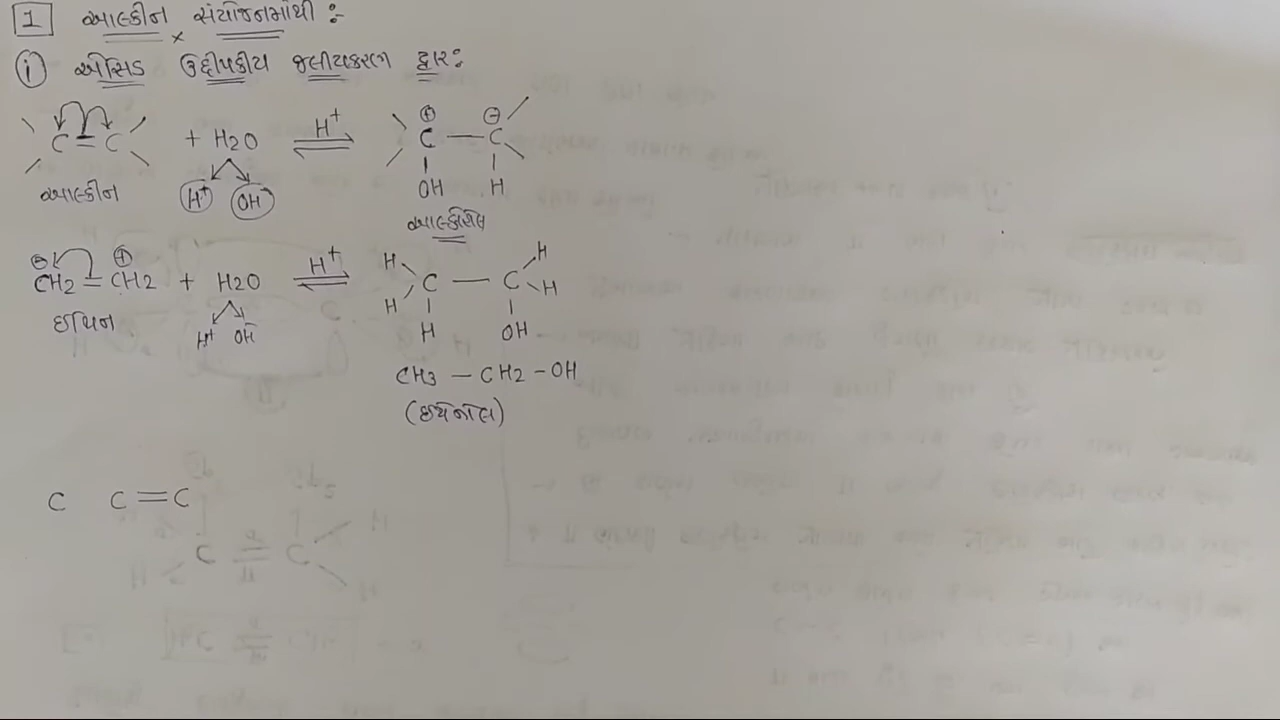 1 આલ્કીન સંયોજનમાંથી :-
i એસિડ ઉદ્દીપકીય જલીયકરણ દ્વાર:
C = C + H2O H+ C — C
OH H
આલ્કીન H+ OH- આલ્કોહોલ
CH2 = CH2 + H2O H+ H C — C H
H H
ઇથિન H+ OH- H OH
CH3 — CH2 - OH
(ઇથેનોલ)
C C = C